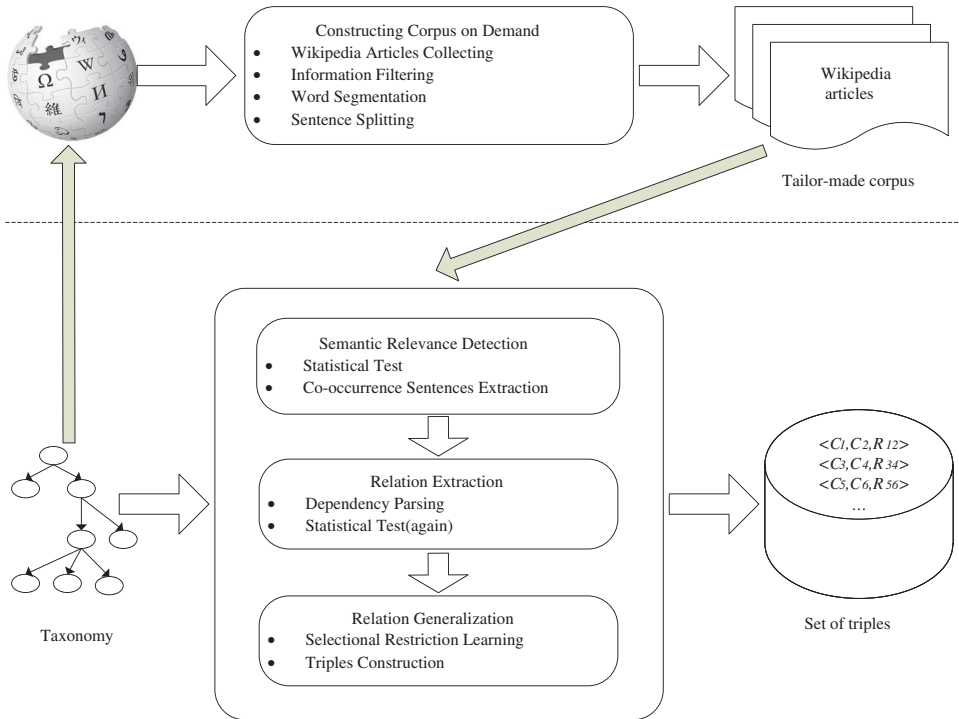 Constructing Corpus on Demand
• Wikipedia Articles Collecting
• Information Filtering
• Word Segmentation
• Sentence Splitting
Wikipedia
articles
Tailor-made corpus
Ω
W
維
И
Semantic Relevance Detection
• Statistical Test
• Co-occurrence Sentences Extraction
Relation Extraction
• Dependency Parsing
• Statistical Test(again)
Relation Generalization
• Selectional Restriction Learning
• Triples Construction
Taxonomy
<C1,C2,R12>
<C3,C4,R34>
<C5,C6,R56>
...
Set of triples